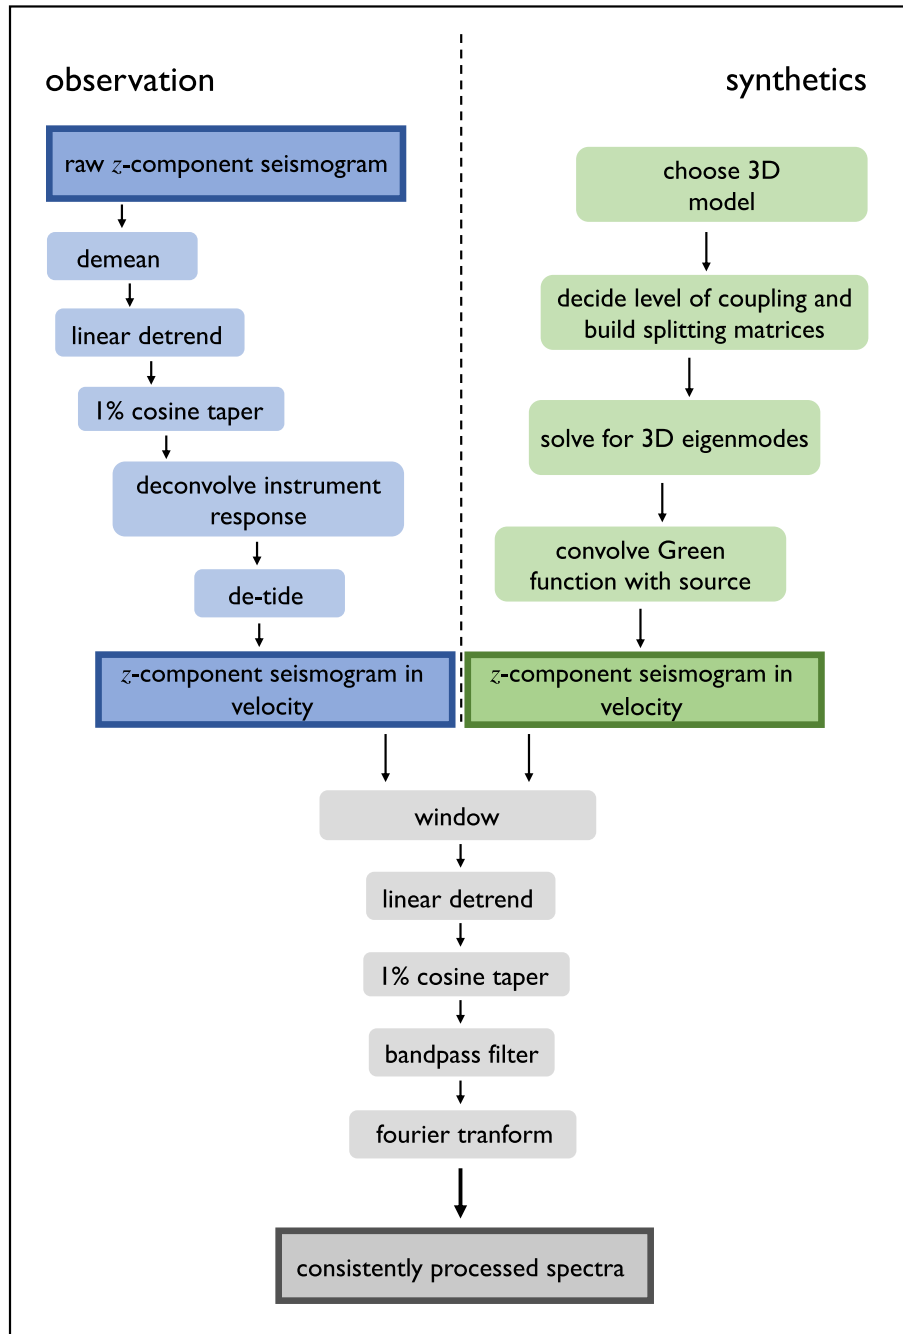 observation
raw z-component seismogram
demean
linear detrend
1% cosine taper
deconvolve instrument
response
de-tide
z-component seismogram in
velocity
synthetics
choose 3D
model
decide level of coupling and
build splitting matrices
solve for 3D eigenmodes
convolve Green
function with source
z-component seismogram in
velocity
window
linear detrend
1% cosine taper
bandpass filter
fourier tranform
consistently processed spectra